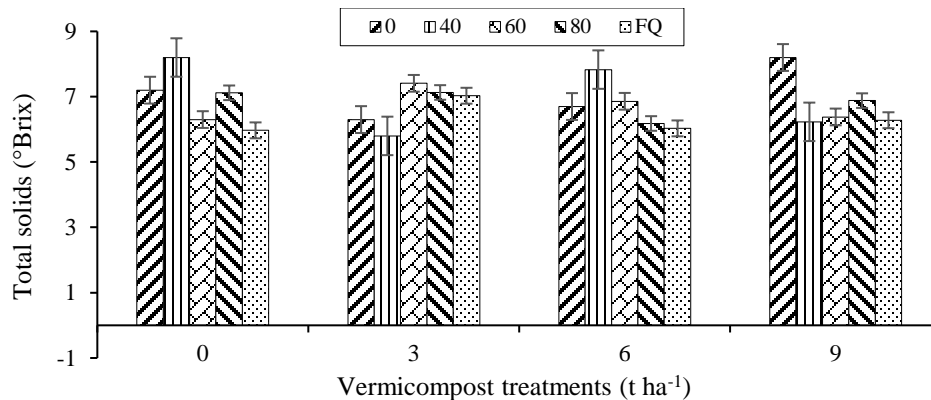 0 40 60 80 FQ
9
7
5
3
1
-1
Total solids (°Brix)
0 3 6 9
Vermicompost treatments (t ha⁻¹)